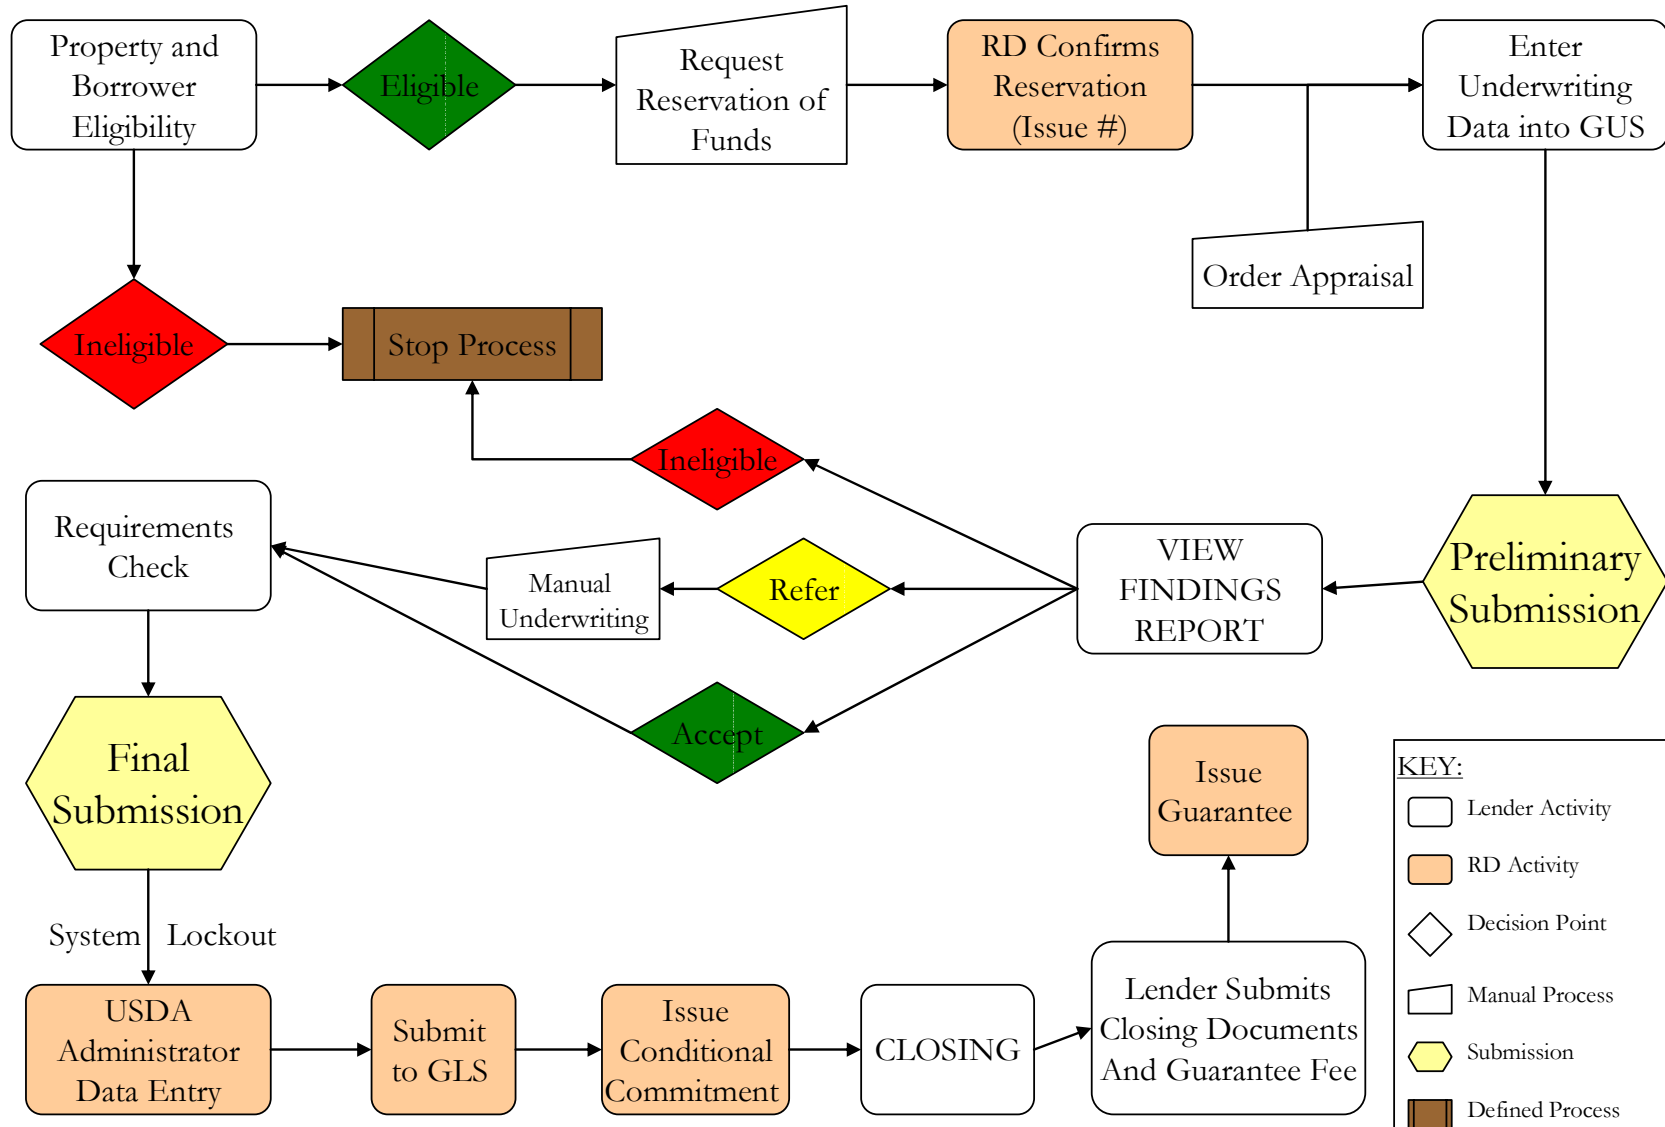 Property and
Borrower
Eligibility
Eligible
Request
Reservation of
Funds
RD Confirms
Reservation
(Issue #)
Enter
Underwriting
Data into GUS
Order Appraisal
Ineligible
Stop Process
Ineligible
Requirements
Check
Manual
Underwriting
Refer
VIEW
FINDINGS
REPORT
Preliminary
Submission
Accept
Final
Submission
Issue
Guarantee
System Lockout
USDA
Administrator
Data Entry
Submit
to GLS
Issue
Conditional
Commitment
CLOSING
Lender Submits
Closing Documents
And Guarantee Fee
KEY:
Lender Activity
RD Activity
Decision Point
Manual Process
Submission
Defined Process